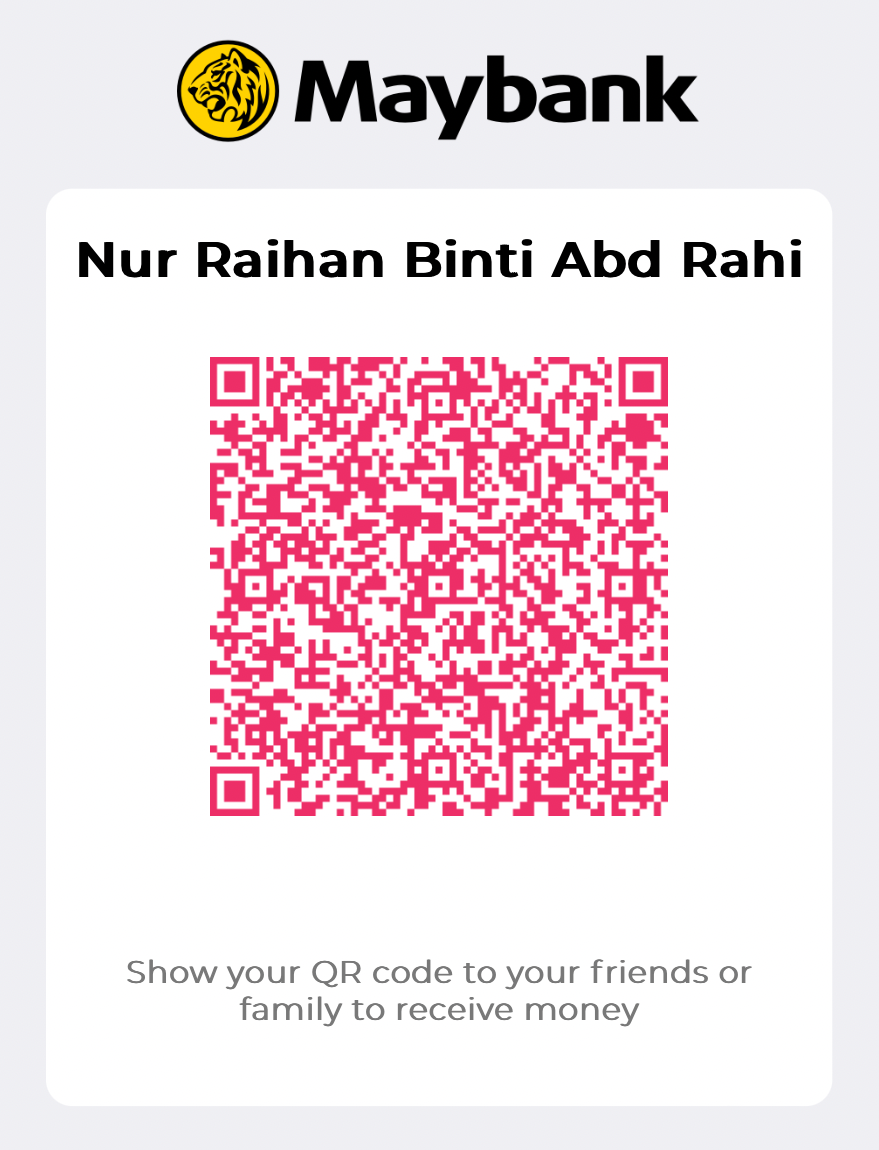 Maybank
Nur Raihan Binti Abd Rahi
Show your QR code to your friends or
family to receive money